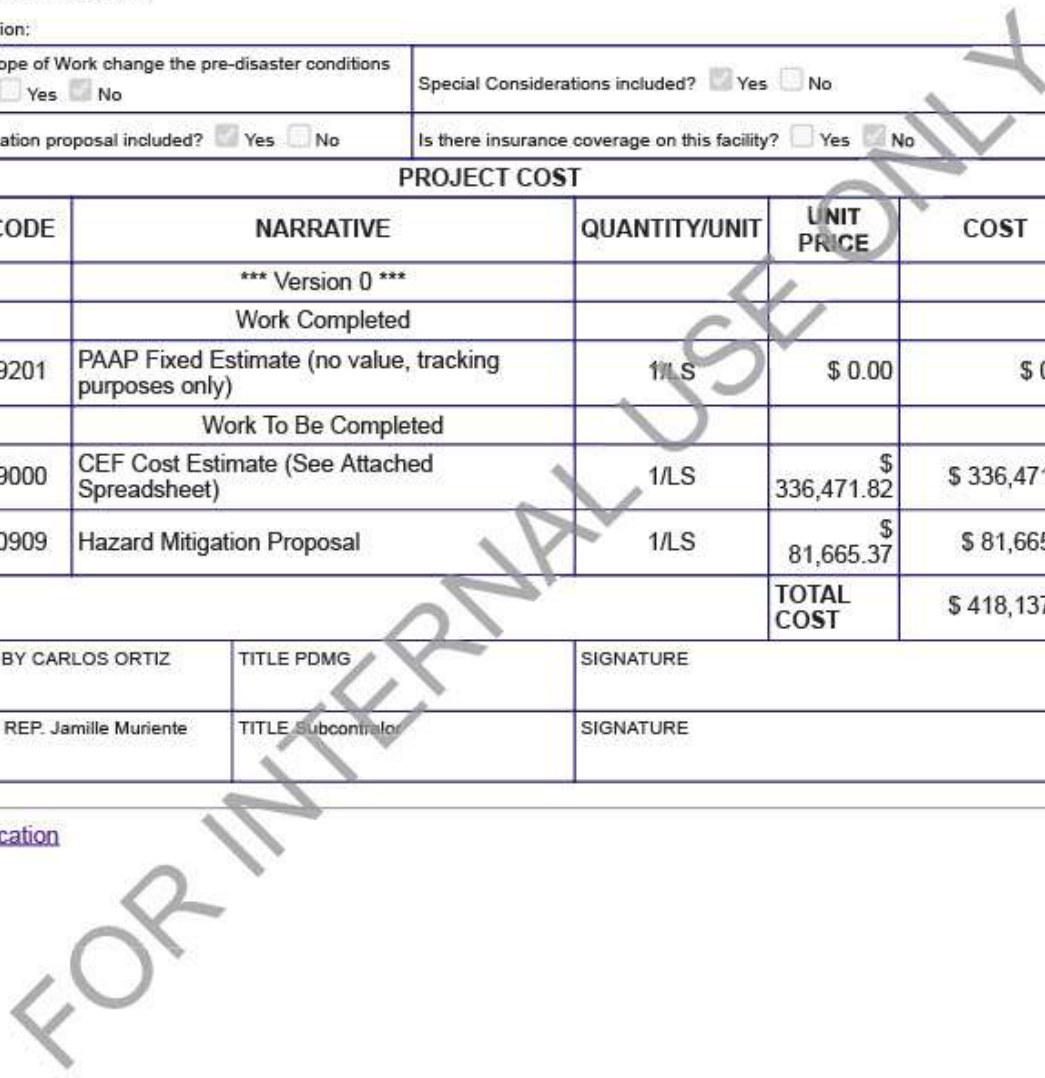 ion:
ope of Work change the pre-disaster conditions
Yes No
Special Considerations included? Yes No
ation proposal included? Yes No
Is there insurance coverage on this facility? Yes No
PROJECT COST
CODE NARRATIVE QUANTITY/UNIT UNIT PRICE COST
*** Version 0 ***
Work Completed
9201 PAAP Fixed Estimate (no value, tracking
purposes only) 1/LS $ 0.00 $ 0
Work To Be Completed
9000 CEF Cost Estimate (See Attached
Spreadsheet) 1/LS $ 336,471.82 $ 336,471
0909 Hazard Mitigation Proposal 1/LS $ 81,665.37 $ 81,665
TOTAL COST $ 418,137
BY CARLOS ORTIZ TITLE PDMG SIGNATURE
REP. Jamille Muriente TITLE Subcontralor SIGNATURE
cation
FOR INTERNAL USE ONLY